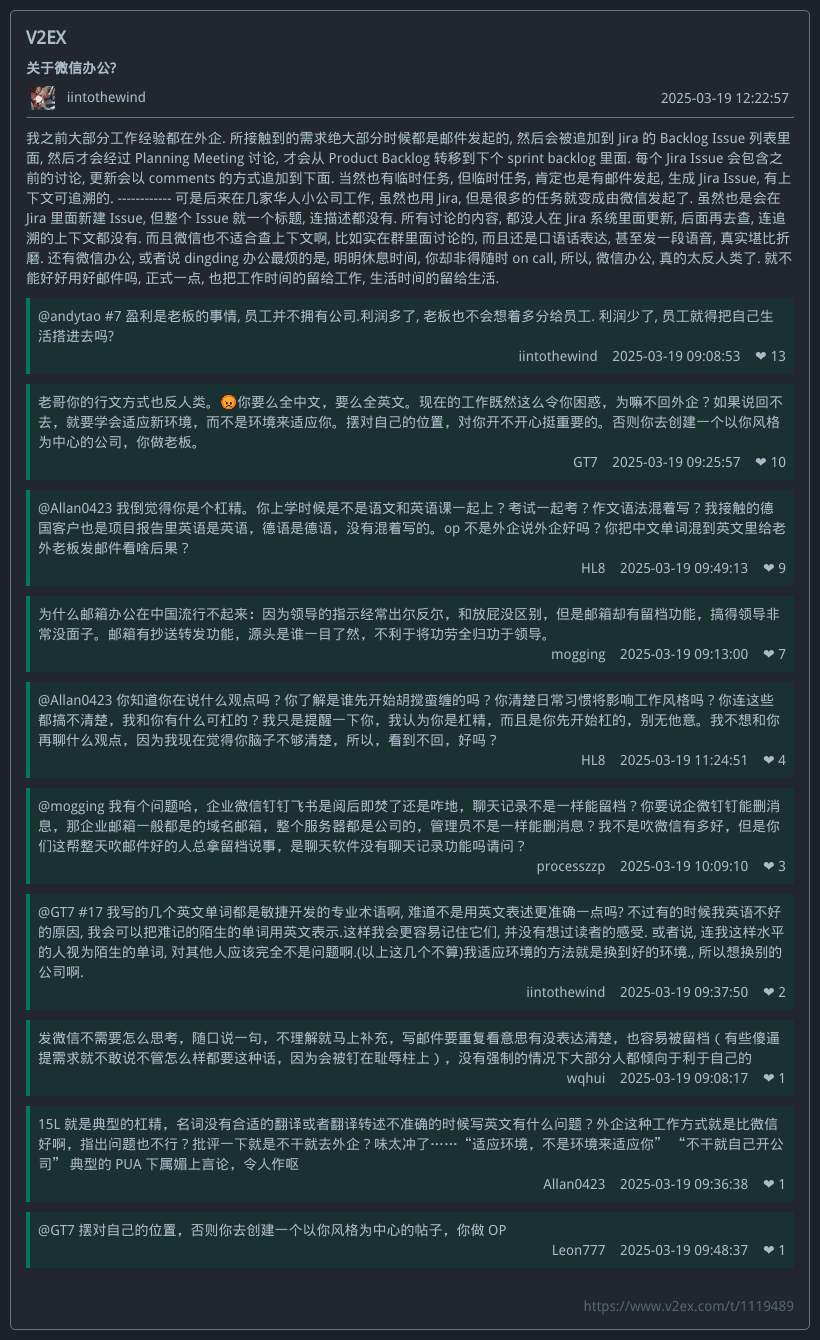 V2EX
关于微信办公?
iintothewind 2025-03-19 12:22:57
我之前大部分工作经验都在外企. 所接触到的需求绝大部分时候都是邮件发起的, 然后会被追加到 Jira 的 Backlog Issue 列表里
面, 然后才会经过 Planning Meeting 讨论, 才会从 Product Backlog 转移到下个 sprint backlog 里面. 每个 Jira Issue 会包含之
前的讨论, 更新会以 comments 的方式追加到下面. 当然也有临时任务, 但临时任务, 肯定也是有邮件发起, 生成 Jira Issue, 有上
下文可追溯的. ------------ 可是后来在几家华人小公司工作, 虽然也用 Jira, 但是很多的任务就变成由微信发起了. 虽然也是会在
Jira 里面新建 Issue, 但整个 Issue 就一个标题, 连描述都没有. 所有讨论的内容, 都没人在 Jira 系统里面更新, 后面再去查, 连追
溯的上下文都没有. 而且微信也不适合查上下文啊, 比如实在群里面讨论的, 而且还是口语话表达, 甚至发一段语音, 真实堪比折
磨. 还有微信办公, 或者说 dingding 办公最烦的是, 明明休息时间, 你却非得随时 on call, 所以, 微信办公, 真的太反人类了. 就不
能好好用好邮件吗, 正式一点, 也把工作时间的留给工作, 生活时间的留给生活.
@andytao #7 盈利是老板的事情, 员工并不拥有公司.利润多了, 老板也不会想着多分给员工. 利润少了, 员工就得把自己生
活搭进去吗?
iintothewind 2025-03-19 09:08:53 ❤ 13
老哥你的行文方式也反人类。😡你要么全中文，要么全英文。现在的工作既然这么令你困惑，为嘛不回外企？如果说回不
去，就要学会适应新环境，而不是环境来适应你。摆对自己的位置，对你开不开心挺重要的。否则你去创建一个以你风格
为中心的公司，你做老板。
GT7 2025-03-19 09:25:57 ❤ 10
@Allan0423 我倒觉得你是个杠精。你上学时候是不是语文和英语课一起上？考试一起考？作文语法混着写？我接触的德
国客户也是项目报告里英语是英语，德语是德语，没有混着写的。op 不是外企说外企好吗？你把中文单词混到英文里给老
外老板发邮件看啥后果？
HL8 2025-03-19 09:49:13 ❤ 9
为什么邮箱办公在中国流行不起来：因为领导的指示经常出尔反尔，和放屁没区别，但是邮箱却有留档功能，搞得领导非
常没面子。邮箱有抄送转发功能，源头是谁一目了然，不利于将功劳全归功于领导。
mogging 2025-03-19 09:13:00 ❤ 7
@Allan0423 你知道你在说什么观点吗？你了解是谁先开始胡搅蛮缠的吗？你清楚日常习惯将影响工作风格吗？你连这些
都搞不清楚，我和你有什么可杠的？我只是提醒一下你，我认为你是杠精，而且是你先开始杠的，别无他意。我不想和你
再聊什么观点，因为我现在觉得你脑子不够清楚，所以，看到不回，好吗？
HL8 2025-03-19 11:24:51 ❤ 4
@mogging 我有个问题哈，企业微信钉钉飞书是阅后即焚了还是咋地，聊天记录不是一样能留档？你要说企微钉钉能删消
息，那企业邮箱一般都是的域名邮箱，整个服务器都是公司的，管理员不是一样能删消息？我不是吹微信有多好，但是你
们这帮整天吹邮件好的人总拿留档说事，是聊天软件没有聊天记录功能吗请问？
processzzp 2025-03-19 10:09:10 ❤ 3
@GT7 #17 我写的几个英文单词都是敏捷开发的专业术语啊, 难道不是用英文表述更准确一点吗? 不过有的时候我英语不好
的原因, 我会可以把难记的陌生的单词用英文表示.这样我会更容易记住它们, 并没有想过读者的感受. 或者说, 连我这样水平
的人视为陌生的单词, 对其他人应该完全不是问题啊.(以上这几个不算)我适应环境的方法就是换到好的环境., 所以想换别的
公司啊.
iintothewind 2025-03-19 09:37:50 ❤ 2
发微信不需要怎么思考，随口说一句，不理解就马上补充，写邮件要重复看意思有没表达清楚，也容易被留档（有些傻逼
提需求就不敢说不管怎么样都要这种话，因为会被钉在耻辱柱上），没有强制的情况下大部分人都倾向于利于自己的
wqhui 2025-03-19 09:08:17 ❤ 1
15L 就是典型的杠精，名词没有合适的翻译或者翻译转述不准确的时候写英文有什么问题？外企这种工作方式就是比微信
好啊，指出问题也不行？批评一下就是不干就去外企？味太冲了……“适应环境，不是环境来适应你” “不干就自己开公
司” 典型的 PUA 下属媚上言论，令人作呕
Allan0423 2025-03-19 09:36:38 ❤ 1
@GT7 摆对自己的位置，否则你去创建一个以你风格为中心的帖子，你做 OP
Leon777 2025-03-19 09:48:37 ❤ 1
https://www.v2ex.com/t/1119489